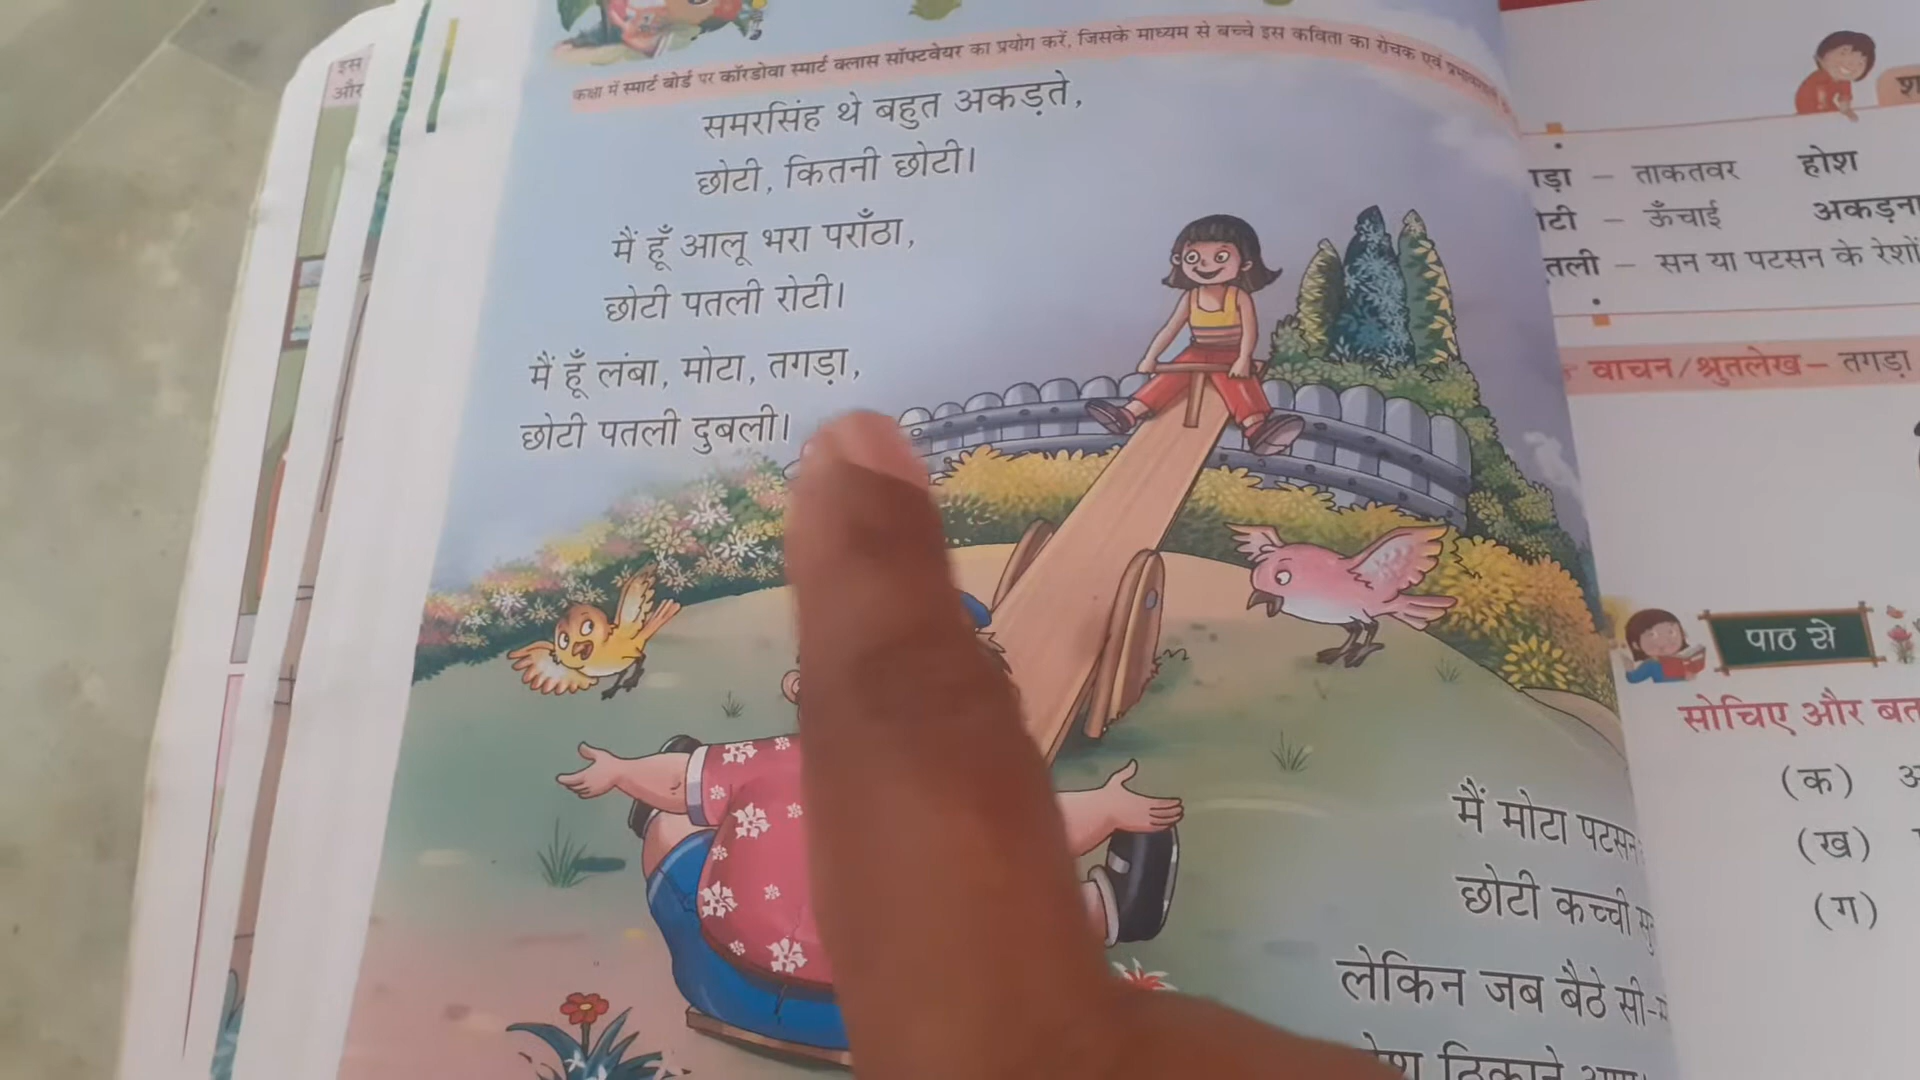 इस
और
कक्षा में स्मार्ट बोर्ड पर कॉरडोवा स्मार्ट क्लास सॉफ्टवेयर का प्रयोग करें, जिसके माध्यम से बच्चे इस कविता का रोचक एवं
समरसिंह थे बहुत अकड़ते,
छोटी, कितनी छोटी।
मैं हूँ आलू भरा पराँठा,
छोटी पतली रोटी।
मैं हूँ लंबा, मोटा, तगड़ा,
छोटी पतली दुबली।
मैं मोटा पटसन
छोटी कच्ची
लेकिन जब बैठे सी-
ठिकाने
– ताकतवर होश
– ऊँचाई अकड़ना
– सन या पटसन के रेशों
वाचन/श्रुतलेख– तगड़ा
पाठ से
सोचिए और
(क)
(ख)
(ग)